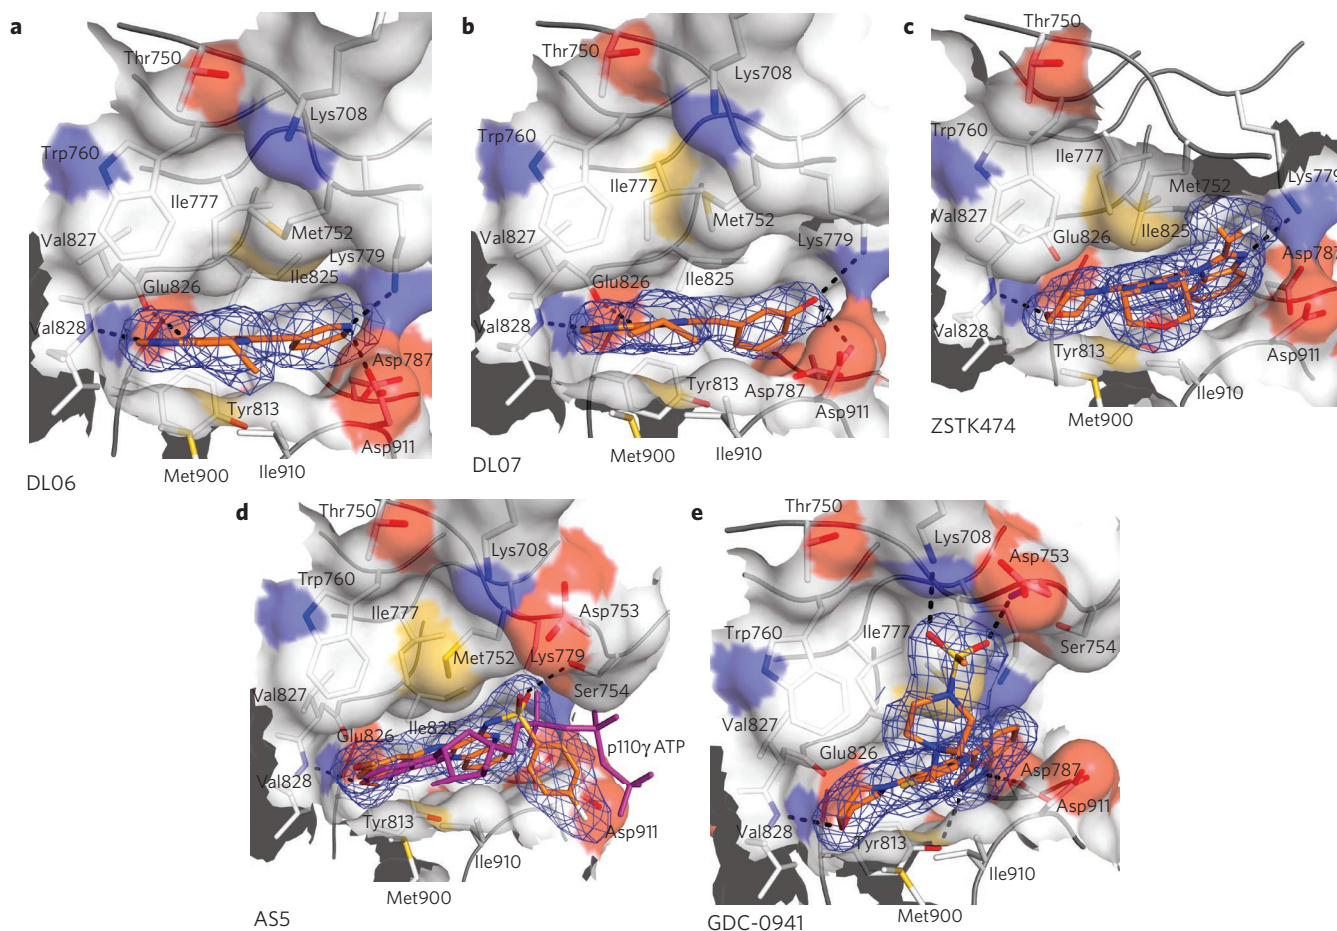 a
Thr750
Lys708
Trp760
Ile777
Val827
Met752
Glu826
Ile825
Lys779
Val828
Asp787
Tyr813
Asp911
Met900
Ile910
DL06
b
Thr750
Lys708
Trp760
Ile777
Met752
Val827
Lys779
Glu826
Ile825
Val828
Tyr813
Asp787
Asp911
Met900
Ile910
DL07
c
Thr750
Trp760
Ile777
Met752
Lys779
Val827
Glu826
Ile825
Asp787
Val828
Tyr813
Asp911
Ile910
Met900
ZSTK474
d
Thr750
Lys708
Trp760
Ile777
Asp753
Met752
Lys779
Val827
Ser754
Glu826
Ile825
p110γ ATP
Val828
Tyr813
Asp911
Ile910
Met900
AS5
e
Thr750
Lys708
Asp753
Trp760
Ile777
Ser754
Val827
Glu826
Asp787
Asp911
Val828
Tyr813
Ile910
Met900
GDC-0941